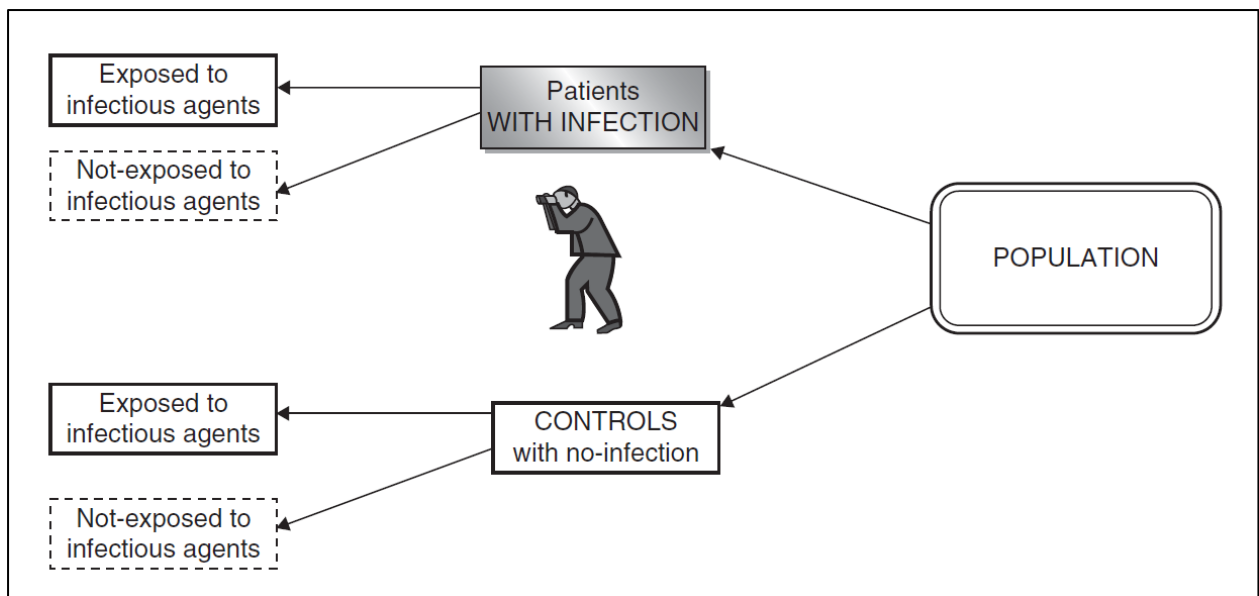 Exposed to
infectious agents
Patients
WITH INFECTION
Not-exposed to
infectious agents
POPULATION
Exposed to
infectious agents
CONTROLS
with no-infection
Not-exposed to
infectious agents